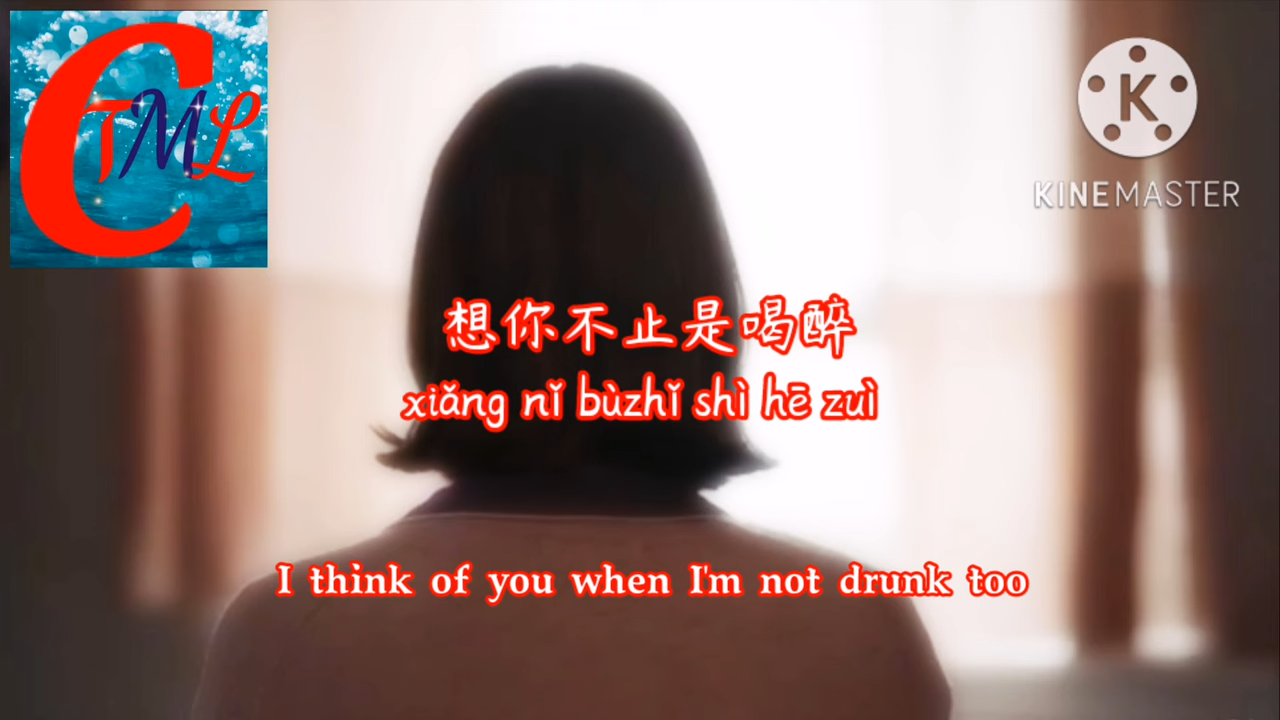 CTML
K
KINEMASTER
想你不止是喝醉
xiǎng nǐ bùzhǐ shì hē zuì
I think of you when I'm not drunk too